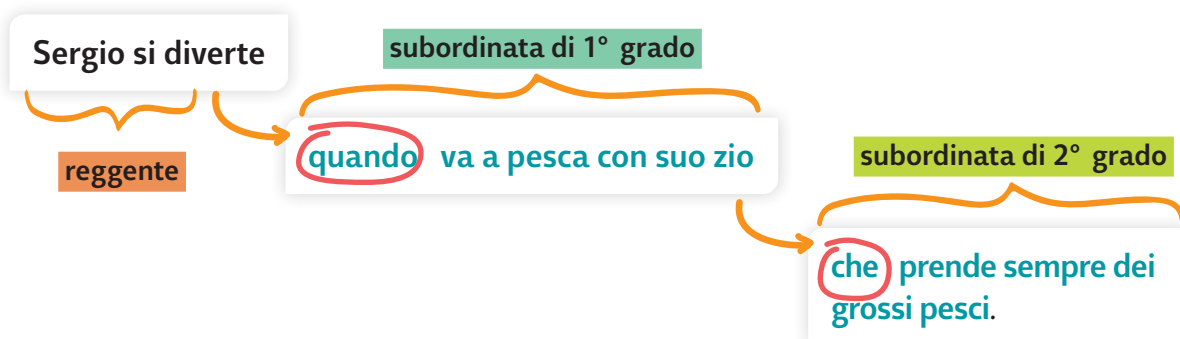 Sergio si diverte
subordinata di 1° grado
reggente
quando va a pesca con suo zio
subordinata di 2° grado
che prende sempre dei
grossi pesci.